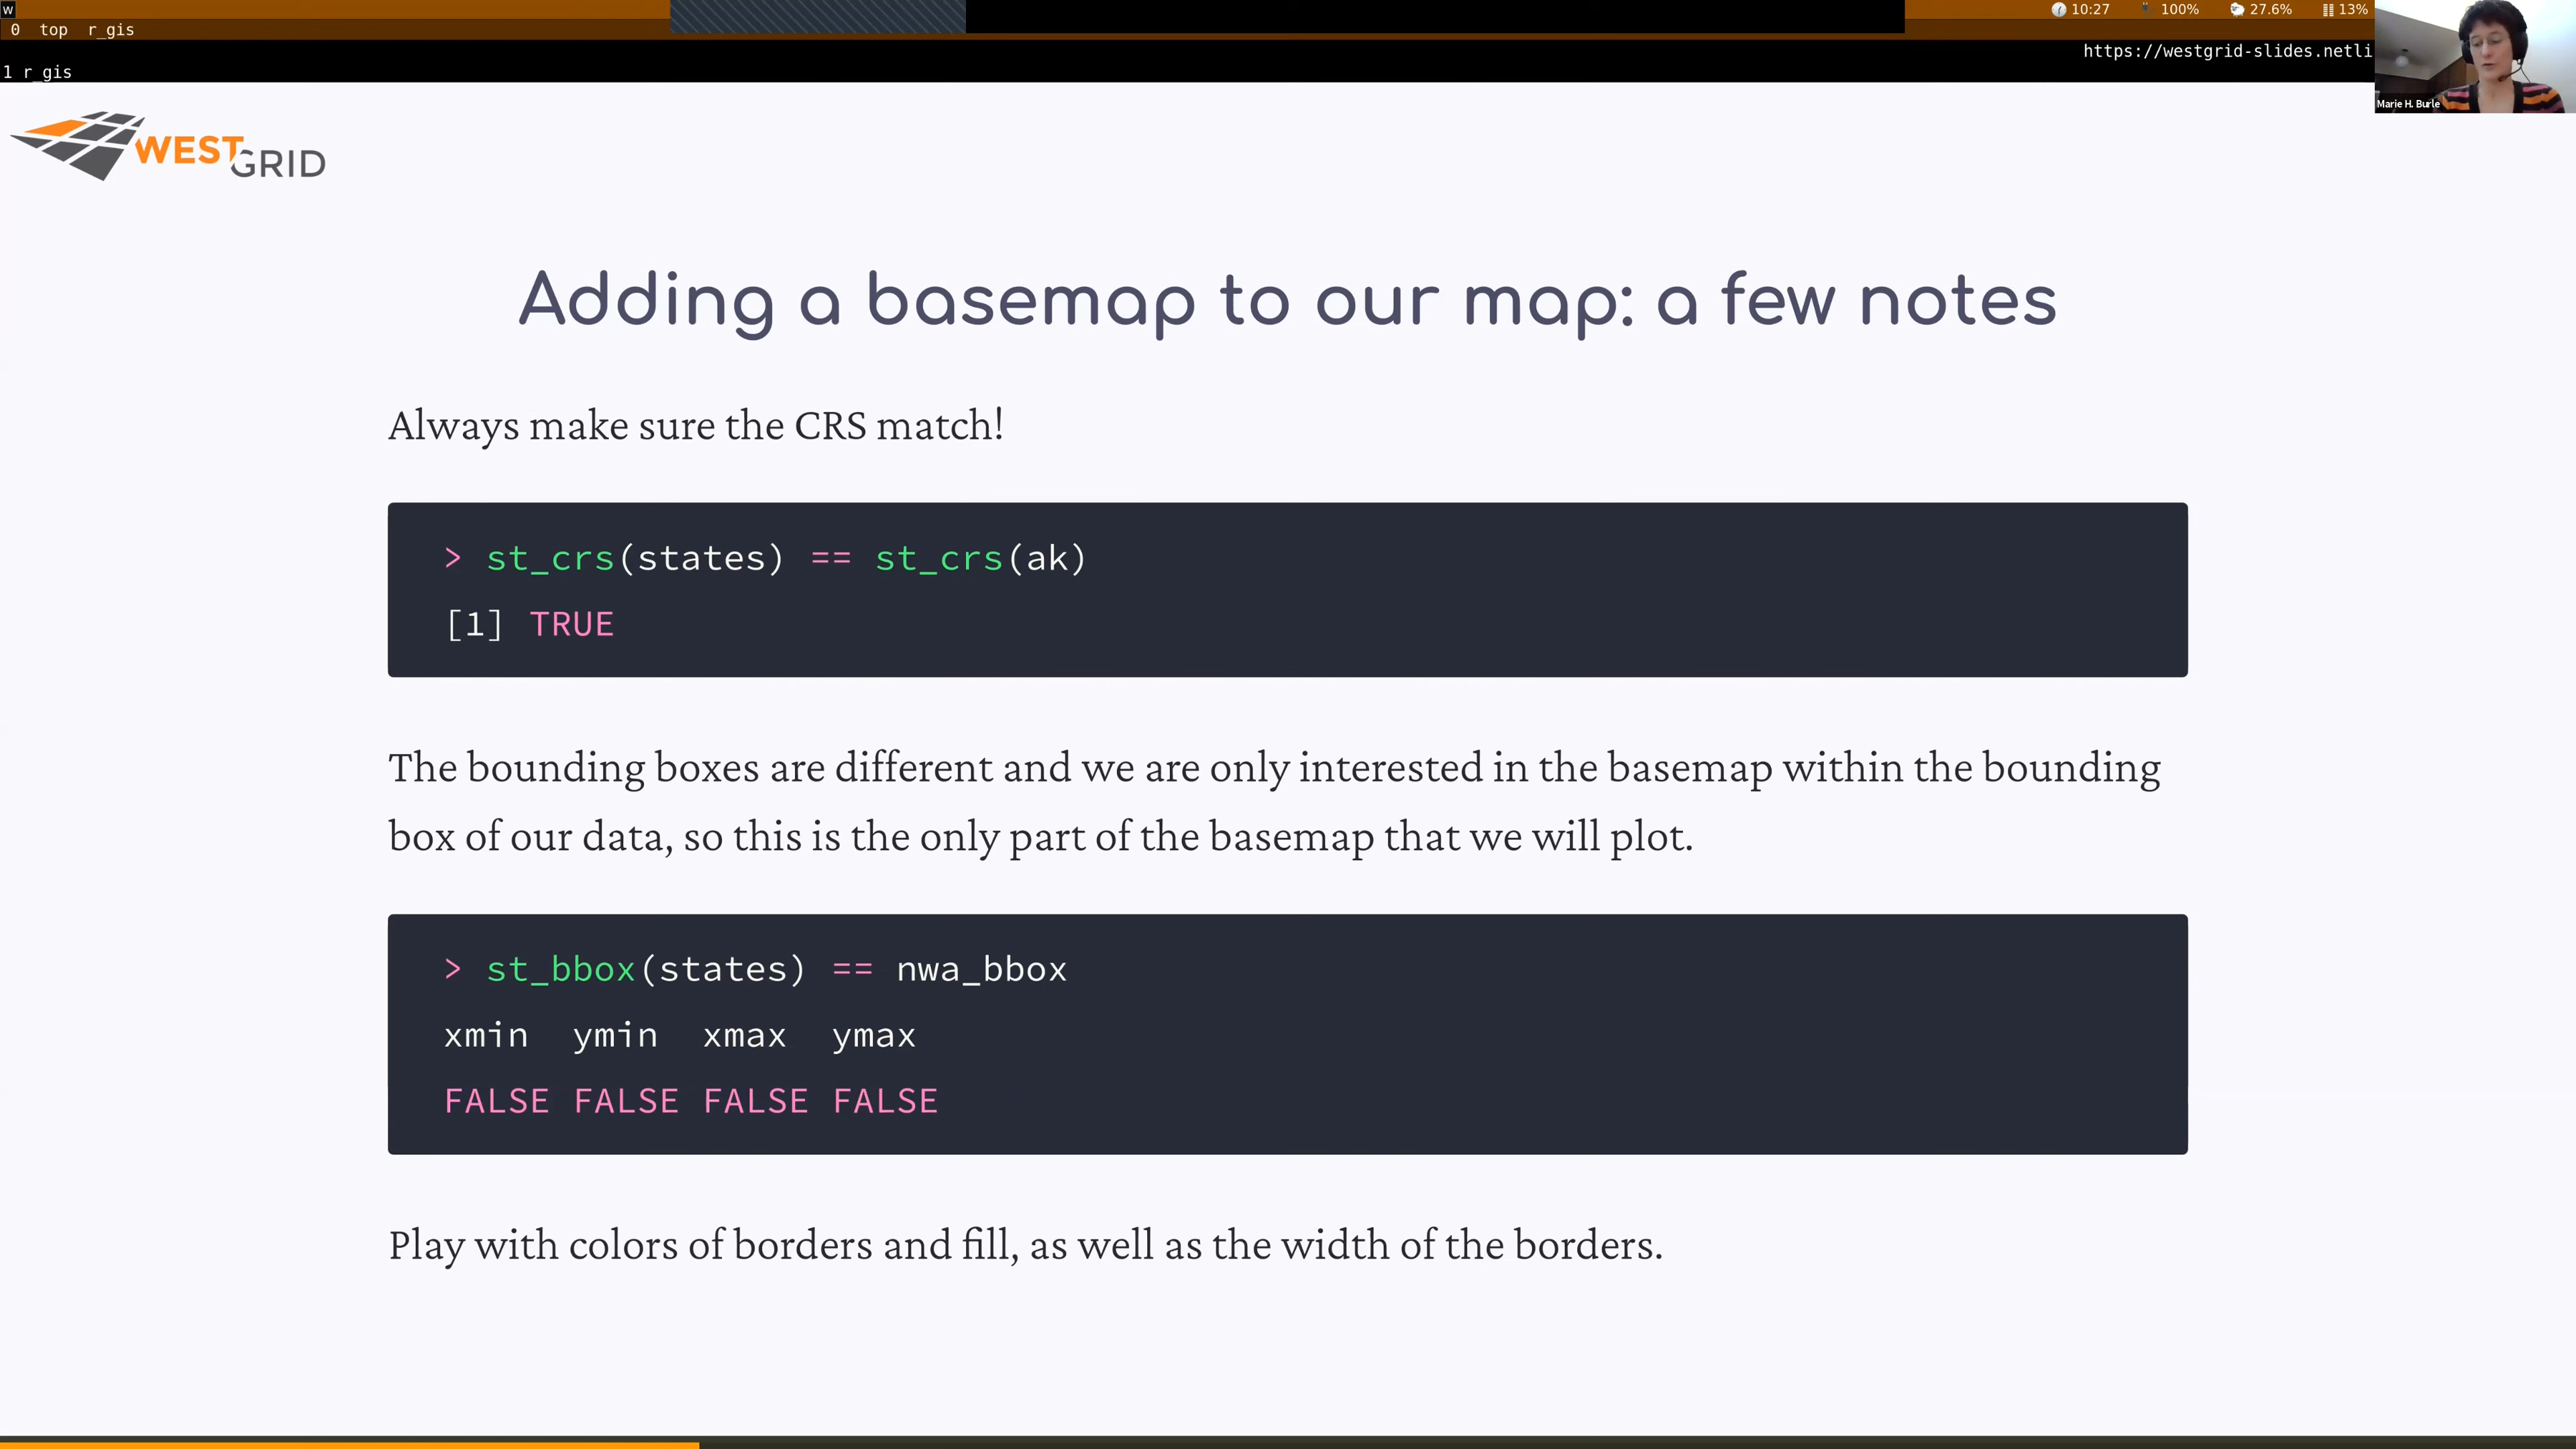 W
10:27 100% 27.6% 13%
0 top r_gis
https://westgrid-slides.netli
1 r_gis
Marie H. Burle
WESTGRID
Adding a basemap to our map: a few notes
Always make sure the CRS match!
> st_crs(states) == st_crs(ak)
[1] TRUE
The bounding boxes are different and we are only interested in the basemap within the bounding
box of our data, so this is the only part of the basemap that we will plot.
> st_bbox(states) == nwa_bbox
xmin ymin xmax ymax
FALSE FALSE FALSE FALSE
Play with colors of borders and fill, as well as the width of the borders.